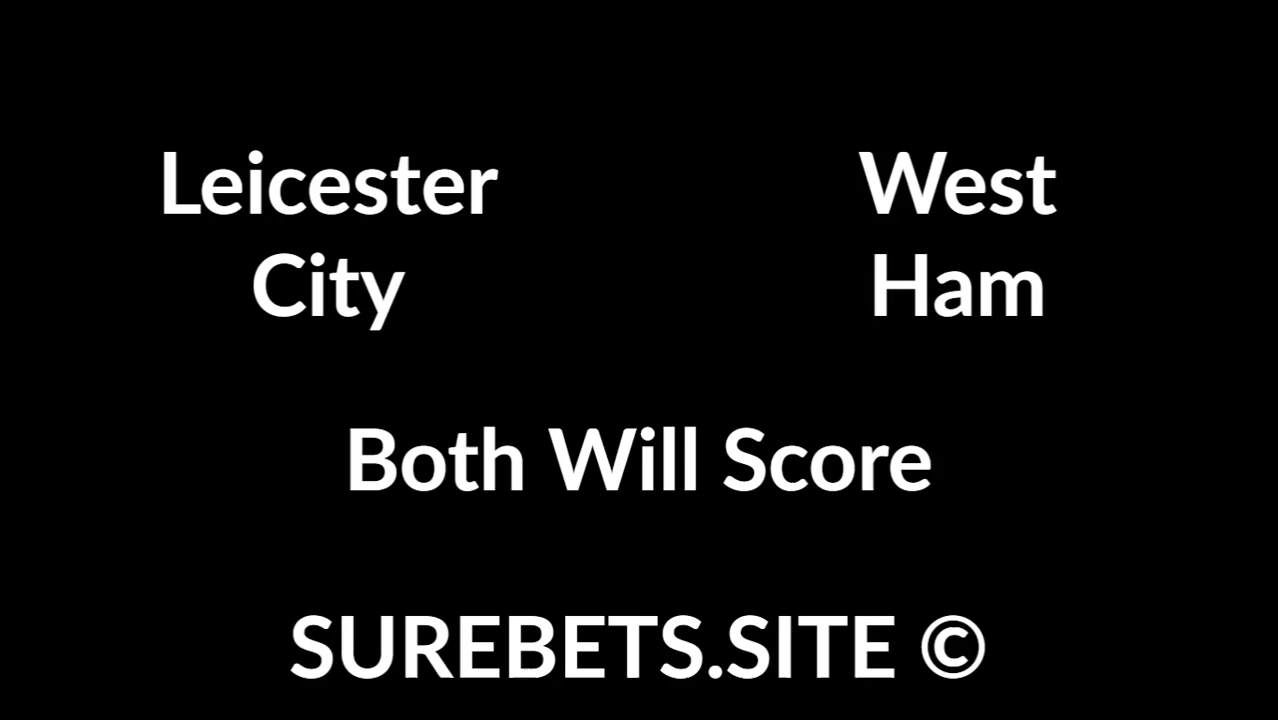 Leicester West
City Ham
Both Will Score
SUREBETS.SITE ©